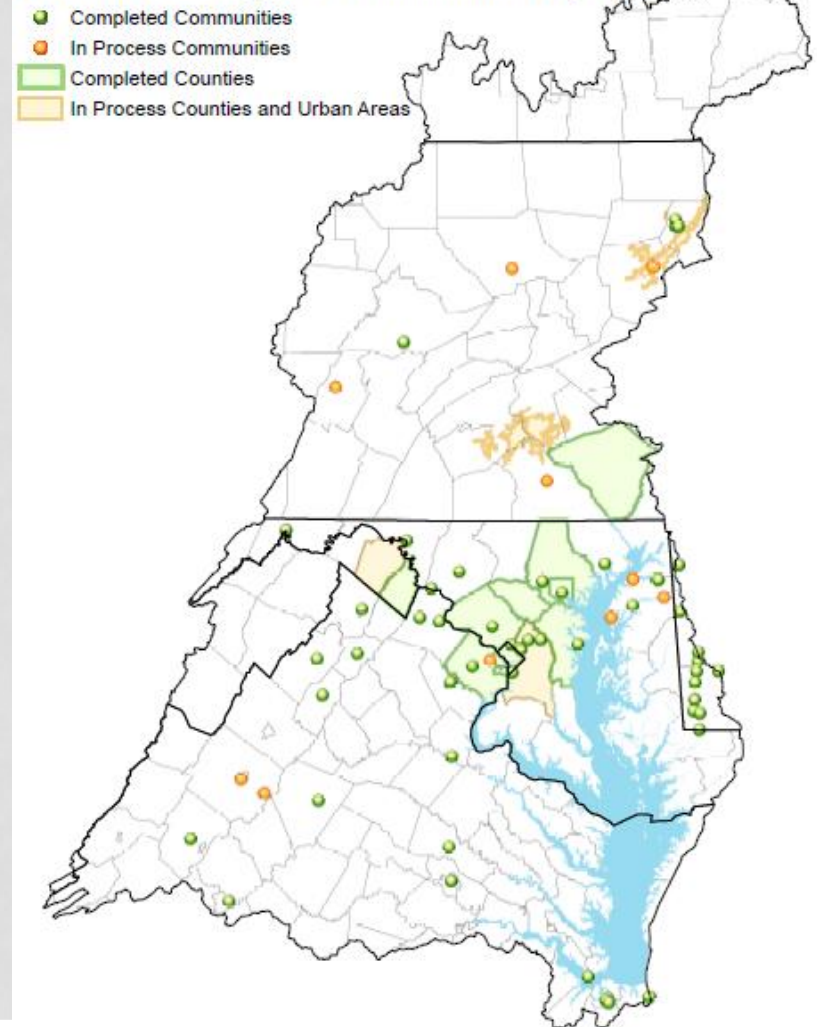 Completed Communities
In Process Communities
Completed Counties
In Process Counties and Urban Areas